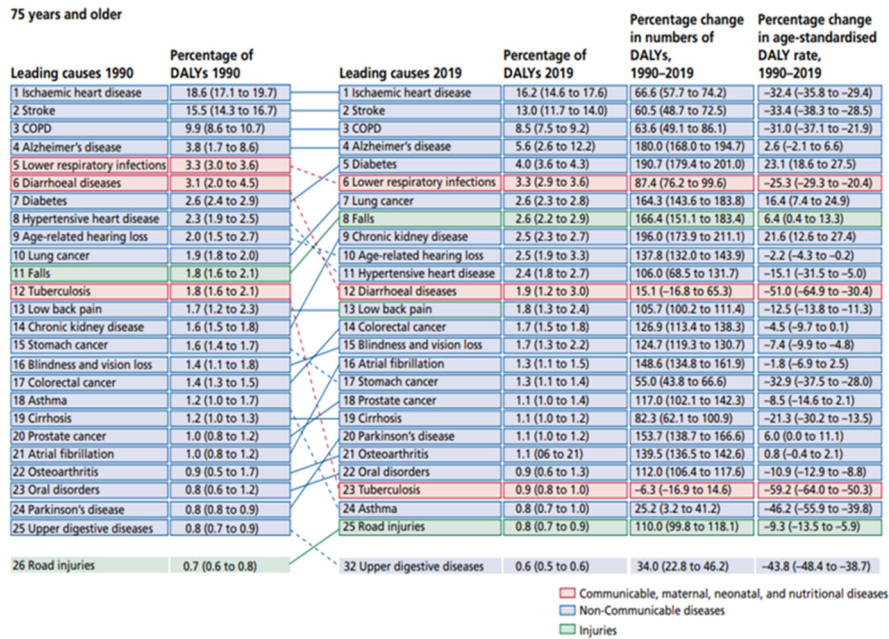 75 years and older
Leading causes 1990 | Percentage of DALYs 1990 | Leading causes 2019 | Percentage of DALYs 2019 | Percentage change in numbers of DALYs, 1990–2019 | Percentage change in age-standardised DALY rate, 1990–2019
1 Ischaemic heart disease 18.6 (17.1 to 19.7) 1 Ischaemic heart disease 16.2 (14.6 to 17.6) 66.6 (57.7 to 74.2) −32.4 (−35.8 to −29.4)
2 Stroke 15.5 (14.3 to 16.7) 2 Stroke 13.0 (11.7 to 14.0) 60.5 (48.7 to 72.5) −33.4 (−38.3 to −28.5)
3 COPD 9.9 (8.6 to 10.7) 3 COPD 8.5 (7.5 to 9.2) 63.6 (49.1 to 86.1) −31.0 (−37.1 to −21.9)
4 Alzheimer's disease 3.8 (1.7 to 8.6) 4 Alzheimer's disease 5.6 (2.6 to 12.2) 180.0 (168.0 to 194.7) 2.6 (−2.1 to 6.6)
5 Lower respiratory infections 3.3 (3.0 to 3.6) 5 Diabetes 4.0 (3.6 to 4.3) 190.7 (179.4 to 201.0) 23.1 (18.6 to 27.5)
6 Diarrhoeal diseases 3.1 (2.0 to 4.5) 6 Lower respiratory infections 3.3 (2.9 to 3.6) 87.4 (76.2 to 99.6) −25.3 (−29.3 to −20.4)
7 Diabetes 2.6 (2.4 to 2.9) 7 Lung cancer 2.6 (2.3 to 2.8) 164.3 (143.6 to 183.8) 16.4 (7.4 to 24.9)
8 Hypertensive heart disease 2.3 (1.9 to 2.5) 8 Falls 2.6 (2.2 to 2.9) 166.4 (151.1 to 183.4) 6.4 (0.4 to 13.3)
9 Age-related hearing loss 2.0 (1.5 to 2.7) 9 Chronic kidney disease 2.5 (2.3 to 2.7) 196.0 (173.9 to 211.1) 21.6 (12.6 to 27.4)
10 Lung cancer 1.9 (1.8 to 2.0) 10 Age-related hearing loss 2.5 (1.9 to 3.3) 137.8 (132.0 to 143.9) −2.2 (−4.3 to −0.2)
11 Falls 1.8 (1.6 to 2.1) 11 Hypertensive heart disease 2.4 (1.8 to 2.7) 106.0 (68.5 to 131.7) −15.1 (−31.5 to −5.0)
12 Tuberculosis 1.8 (1.6 to 2.1) 12 Diarrhoeal diseases 1.9 (1.2 to 3.0) 15.1 (−16.8 to 65.3) −51.0 (−64.9 to −30.4)
13 Low back pain 1.7 (1.2 to 2.3) 13 Low back pain 1.8 (1.3 to 2.4) 105.7 (100.2 to 111.4) −12.5 (−13.8 to −11.3)
14 Chronic kidney disease 1.6 (1.5 to 1.8) 14 Colorectal cancer 1.7 (1.5 to 1.8) 126.9 (113.4 to 138.3) −4.5 (−9.7 to 0.1)
15 Stomach cancer 1.6 (1.4 to 1.7) 15 Blindness and vision loss 1.7 (1.3 to 2.2) 124.7 (119.3 to 130.7) −7.4 (−9.9 to −4.8)
16 Blindness and vision loss 1.4 (1.1 to 1.8) 16 Atrial fibrillation 1.3 (1.1 to 1.5) 148.6 (134.8 to 161.9) −1.8 (−6.9 to 2.5)
17 Colorectal cancer 1.4 (1.3 to 1.5) 17 Stomach cancer 1.3 (1.1 to 1.4) 55.0 (43.8 to 66.6) −32.9 (−37.5 to −28.0)
18 Asthma 1.2 (1.0 to 1.7) 18 Prostate cancer 1.1 (1.0 to 1.4) 117.0 (102.1 to 142.3) −8.5 (−14.6 to 2.1)
19 Cirrhosis 1.2 (1.0 to 1.3) 19 Cirrhosis 1.1 (1.0 to 1.2) 82.3 (62.1 to 100.9) −21.3 (−30.2 to −13.5)
20 Prostate cancer 1.0 (0.8 to 1.2) 20 Parkinson's disease 1.1 (1.0 to 1.2) 153.7 (138.7 to 166.6) 6.0 (0.0 to 11.1)
21 Atrial fibrillation 1.0 (0.8 to 1.2) 21 Osteoarthritis 1.1 (06 to 21) 139.5 (136.5 to 142.6) 0.8 (−0.4 to 2.1)
22 Osteoarthritis 0.9 (0.5 to 1.7) 22 Oral disorders 0.9 (0.6 to 1.3) 112.0 (106.4 to 117.6) −10.9 (−12.9 to −8.8)
23 Oral disorders 0.8 (0.6 to 1.2) 23 Tuberculosis 0.9 (0.8 to 1.0) −6.3 (−16.9 to 14.6) −59.2 (−64.0 to −50.3)
24 Parkinson's disease 0.8 (0.8 to 0.9) 24 Asthma 0.8 (0.7 to 1.0) 25.2 (3.2 to 41.2) −46.2 (−55.9 to −39.8)
25 Upper digestive diseases 0.8 (0.7 to 0.9) 25 Road injuries 0.8 (0.7 to 0.9) 110.0 (99.8 to 118.1) −9.3 (−13.5 to −5.9)
26 Road injuries 0.7 (0.6 to 0.8) 32 Upper digestive diseases 0.6 (0.5 to 0.6) 34.0 (22.8 to 46.2) −43.8 (−48.4 to −38.7)
Communicable, maternal, neonatal, and nutritional diseases
Non-Communicable diseases
Injuries